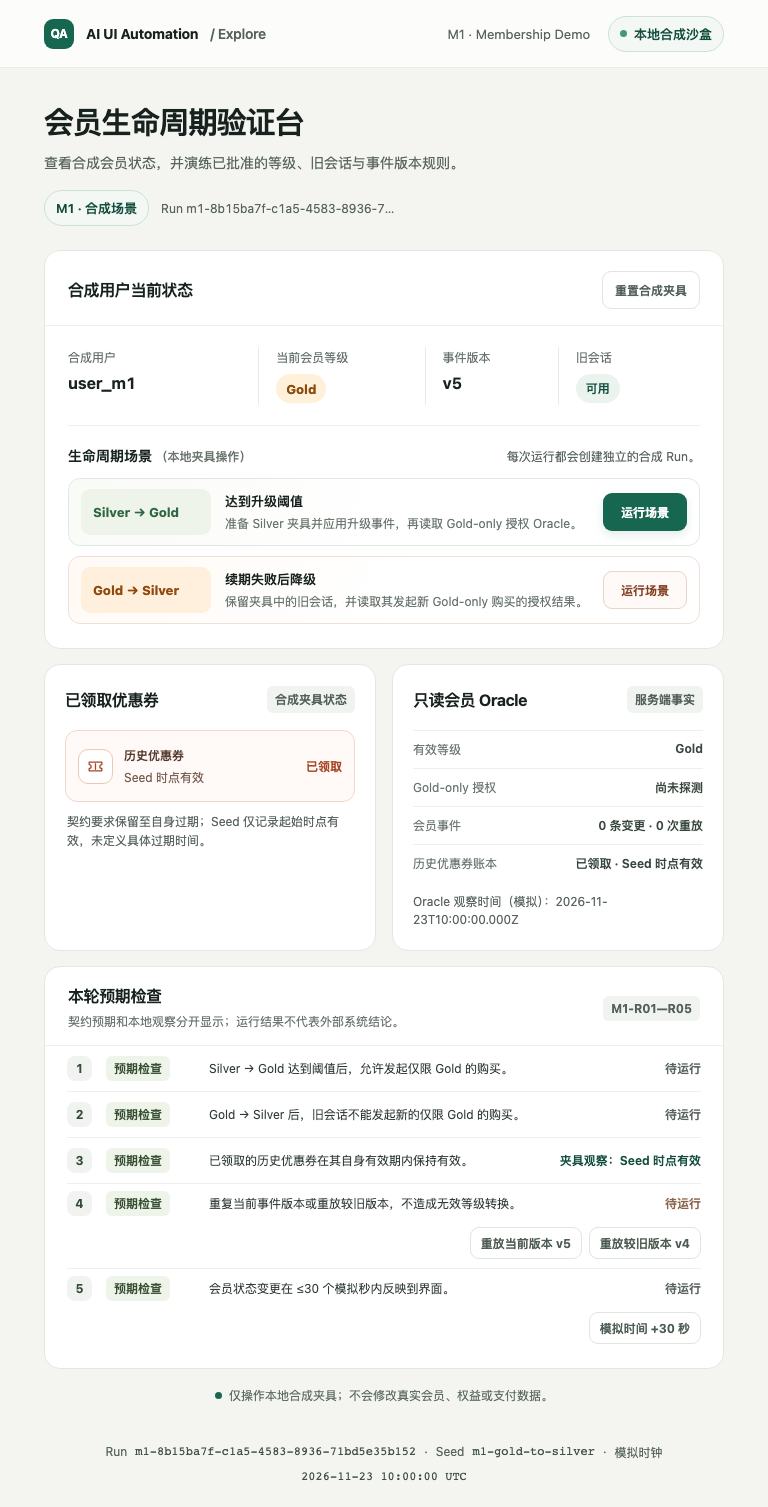 QA AI UI Automation / Explore M1 · Membership Demo 本地合成沙盒
会员生命周期验证台
查看合成会员状态，并演练已批准的等级、旧会话与事件版本规则。
M1 · 合成场景 Run m1-8b15ba7f-c1a5-4583-8936-7...
合成用户当前状态 重置合成夹具
合成用户 当前会员等级 事件版本 旧会话
user_m1 Gold v5 可用
生命周期场景 （本地夹具操作） 每次运行都会创建独立的合成 Run。
Silver → Gold 达到升级阈值 运行场景
准备 Silver 夹具并应用升级事件，再读取 Gold-only 授权 Oracle。
Gold → Silver 续期失败后降级 运行场景
保留夹具中的旧会话，并读取其发起新 Gold-only 购买的授权结果。
已领取优惠券 合成夹具状态
历史优惠券
Seed 时点有效
已领取
契约要求保留至自身过期；Seed 仅记录起始时点有
效，未定义具体过期时间。
只读会员 Oracle 服务端事实
有效等级 Gold
Gold-only 授权 尚未探测
会员事件 0 条变更 · 0 次重放
历史优惠券账本 已领取 · Seed 时点有效
Oracle 观察时间（模拟）：2026-11-
23T10:00:00.000Z
本轮预期检查 M1-R01—R05
契约预期和本地观察分开显示；运行结果不代表外部系统结论。
1 预期检查 Silver → Gold 达到阈值后，允许发起仅限 Gold 的购买。 待运行
2 预期检查 Gold → Silver 后，旧会话不能发起新的仅限 Gold 的购买。 待运行
3 预期检查 已领取的历史优惠券在其自身有效期内保持有效。 夹具观察：Seed 时点有效
4 预期检查 重复当前事件版本或重放较旧版本，不造成无效等级转换。 待运行
重放当前版本 v5 重放较旧版本 v4
5 预期检查 会员状态变更在 ≤30 个模拟秒内反映到界面。 待运行
模拟时间 +30 秒
仅操作本地合成夹具；不会修改真实会员、权益或支付数据。
Run m1-8b15ba7f-c1a5-4583-8936-71bd5e35b152 · Seed m1-gold-to-silver · 模拟时钟
2026-11-23 10:00:00 UTC